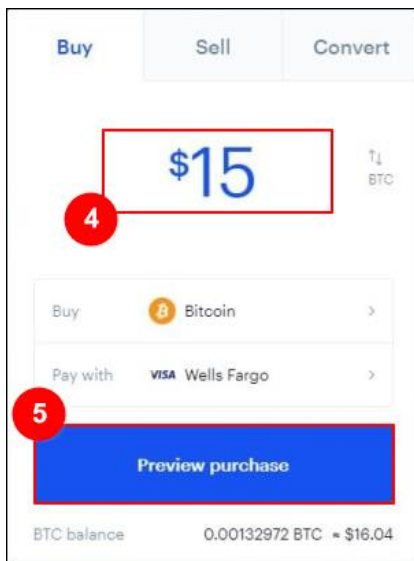 Buy Sell Convert
$15
BTC
4
Buy Bitcoin
Pay with VISA Wells Fargo
5
Preview purchase
BTC balance 0.00132972 BTC ≈ $16.04